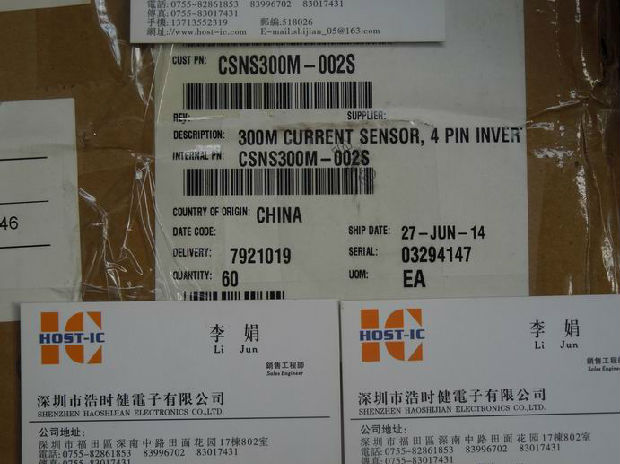 電話:0755-82861853 83996702 83017431
傳真:0755-83017431
手機:13713552319 郵編:518026
網址://www.host-ic.com E-mail.slijian_05@163.com
CUST PN: CSNS300M-002S
REV: SUPPLIER:
DESCRIPTION: 300M CURRENT SENSOR, 4 PIN INVERT
INTERNAL PN: CSNS300M-002S
COUNTRY OF ORIGIN: CHINA
46
DATE CODE: SHIP DATE: 27-JUN-14
DELIVERY: 7921019 SERIAL: 03294147
QUANTITY: 60 UOM: EA
HOST-IC
李 娟
Li Jun
銷售工程師
Sales Engineer
深圳市浩时健電子有限公司
SHENZHEN HAOSHIJIAN ELECTRONICS CO.,LTD
公司地址:
深圳市福田區深南中路田面花园17棟802室
電話:0755-82861853 83996702 83017431
傳真:0755-83017431
HOST-IC
李 娟
Li Jun
銷售工程師
Sales Engineer
深圳市浩时健電子有限公司
SHENZHEN HAOSHIJIAN ELECTRONICS CO.,LTD
公司地址:
深圳市福田區深南中路田面花园17棟802室
電話:0755-82861853 83996702 83017431